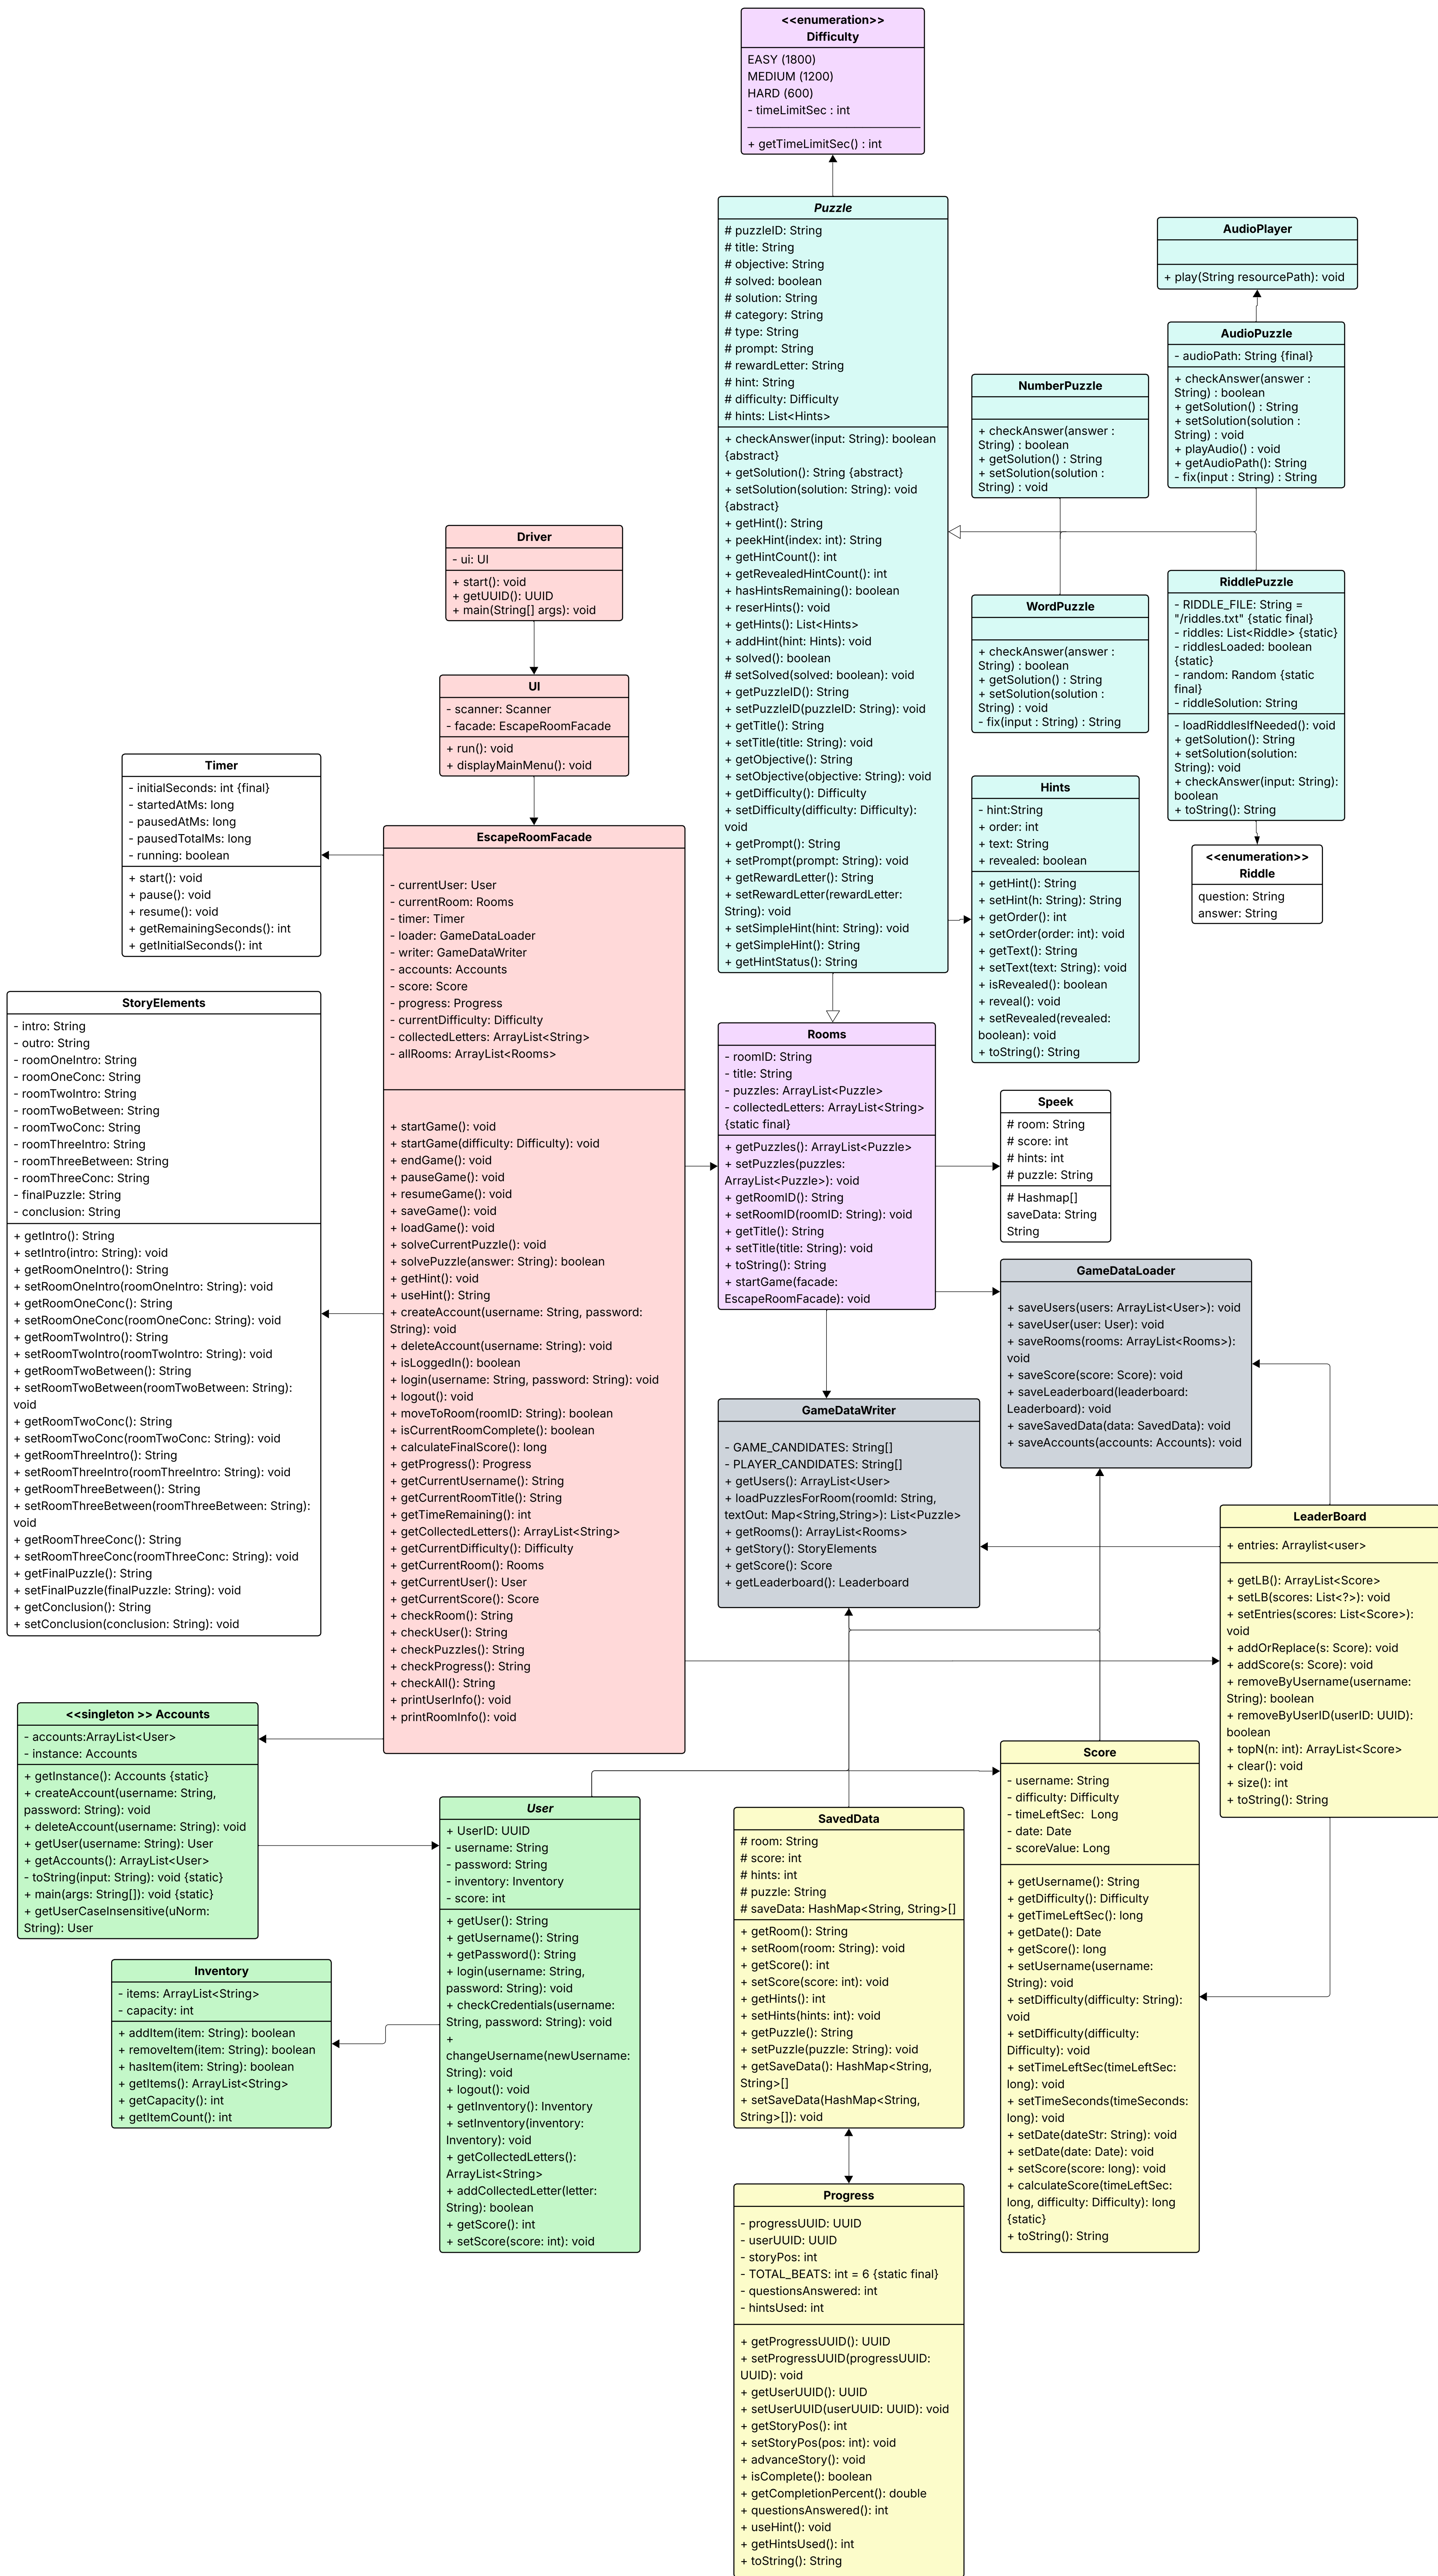 <<enumeration>>
Difficulty
EASY (1800)
MEDIUM (1200)
HARD (600)
- timeLimitSec : int
+ getTimeLimitSec() : int
Puzzle
# puzzleID: String
# title: String
# objective: String
# solved: boolean
# solution: String
# category: String
# type: String
# prompt: String
# rewardLetter: String
# hint: String
# difficulty: Difficulty
# hints: List<Hints>
+ checkAnswer(input: String): boolean
{abstract}
+ getSolution(): String {abstract}
+ setSolution(solution: String): void
{abstract}
+ getHint(): String
+ peekHint(index: int): String
+ getHintCount(): int
+ getRevealedHintCount(): int
+ hasHintsRemaining(): boolean
+ reserHints(): void
+ getHints(): List<Hints>
+ addHint(hint: Hints): void
+ solved(): boolean
# setSolved(solved: boolean): void
+ getPuzzleID(): String
+ setPuzzleID(puzzleID: String): void
+ getTitle(): String
+ setTitle(title: String): void
+ getObjective(): String
+ setObjective(objective: String): void
+ getDifficulty(): Difficulty
+ setDifficulty(difficulty: Difficulty):
void
+ getPrompt(): String
+ setPrompt(prompt: String): void
+ getRewardLetter(): String
+ setRewardLetter(rewardLetter:
String): void
+ setSimpleHint(hint: String): void
+ getSimpleHint(): String
+ getHintStatus(): String
AudioPlayer
+ play(String resourcePath): void
AudioPuzzle
- audioPath: String {final}
+ checkAnswer(answer :
String) : boolean
+ getSolution() : String
+ setSolution(solution :
String) : void
+ playAudio() : void
+ getAudioPath(): String
- fix(input : String) : String
NumberPuzzle
+ checkAnswer(answer :
String) : boolean
+ getSolution() : String
+ setSolution(solution :
String) : void
WordPuzzle
+ checkAnswer(answer :
String) : boolean
+ getSolution() : String
+ setSolution(solution :
String) : void
- fix(input : String) : String
RiddlePuzzle
- RIDDLE_FILE: String =
"/riddles.txt" {static final}
- riddles: List<Riddle> {static}
- riddlesLoaded: boolean
{static}
- random: Random {static
final}
- riddleSolution: String
- loadRiddlesIfNeeded(): void
+ getSolution(): String
+ setSolution(solution:
String): void
+ checkAnswer(input: String):
boolean
+ toString(): String
<<enumeration>>
Riddle
question: String
answer: String
Hints
- hint:String
+ order: int
+ text: String
+ revealed: boolean
+ getHint(): String
+ setHint(h: String): String
+ getOrder(): int
+ setOrder(order: int): void
+ getText(): String
+ setText(text: String): void
+ isRevealed(): boolean
+ reveal(): void
+ setRevealed(revealed:
boolean): void
+ toString(): String
Driver
- ui: UI
+ start(): void
+ getUUID(): UUID
+ main(String[] args): void
UI
- scanner: Scanner
- facade: EscapeRoomFacade
+ run(): void
+ displayMainMenu(): void
Timer
- initialSeconds: int {final}
- startedAtMs: long
- pausedAtMs: long
- pausedTotalMs: long
- running: boolean
+ start(): void
+ pause(): void
+ resume(): void
+ getRemainingSeconds(): int
+ getInitialSeconds(): int
EscapeRoomFacade
- currentUser: User
- currentRoom: Rooms
- timer: Timer
- loader: GameDataLoader
- writer: GameDataWriter
- accounts: Accounts
- score: Score
- progress: Progress
- currentDifficulty: Difficulty
- collectedLetters: ArrayList<String>
- allRooms: ArrayList<Rooms>
+ startGame(): void
+ startGame(difficulty: Difficulty): void
+ endGame(): void
+ pauseGame(): void
+ resumeGame(): void
+ saveGame(): void
+ loadGame(): void
+ solveCurrentPuzzle(): void
+ solvePuzzle(answer: String): boolean
+ getHint(): void
+ useHint(): String
+ createAccount(username: String, password:
String): void
+ deleteAccount(username: String): void
+ isLoggedIn(): boolean
+ login(username: String, password: String): void
+ logout(): void
+ moveToRoom(roomID: String): boolean
+ isCurrentRoomComplete(): boolean
+ calculateFinalScore(): long
+ getProgress(): Progress
+ getCurrentUsername(): String
+ getCurrentRoomTitle(): String
+ getTimeRemaining(): int
+ getCollectedLetters(): ArrayList<String>
+ getCurrentDifficulty(): Difficulty
+ getCurrentRoom(): Rooms
+ getCurrentUser(): User
+ getCurrentScore(): Score
+ checkRoom(): String
+ checkUser(): String
+ checkPuzzles(): String
+ checkProgress(): String
+ checkAll(): String
+ printUserInfo(): void
+ printRoomInfo(): void
StoryElements
- intro: String
- outro: String
- roomOneIntro: String
- roomOneConc: String
- roomTwoIntro: String
- roomTwoBetween: String
- roomTwoConc: String
- roomThreeIntro: String
- roomThreeBetween: String
- roomThreeConc: String
- finalPuzzle: String
- conclusion: String
+ getIntro(): String
+ setIntro(intro: String): void
+ getRoomOneIntro(): String
+ setRoomOneIntro(roomOneIntro: String): void
+ getRoomOneConc(): String
+ setRoomOneConc(roomOneConc: String): void
+ getRoomTwoIntro(): String
+ setRoomTwoIntro(roomTwoIntro: String): void
+ getRoomTwoBetween(): String
+ setRoomTwoBetween(roomTwoBetween: String):
void
+ getRoomTwoConc(): String
+ setRoomTwoConc(roomTwoConc: String): void
+ getRoomThreeIntro(): String
+ setRoomThreeIntro(roomThreeIntro: String): void
+ getRoomThreeBetween(): String
+ setRoomThreeBetween(roomThreeBetween: String):
void
+ getRoomThreeConc(): String
+ setRoomThreeConc(roomThreeConc: String): void
+ getFinalPuzzle(): String
+ setFinalPuzzle(finalPuzzle: String): void
+ getConclusion(): String
+ setConclusion(conclusion: String): void
Rooms
- roomID: String
- title: String
- puzzles: ArrayList<Puzzle>
- collectedLetters: ArrayList<String>
{static final}
+ getPuzzles(): ArrayList<Puzzle>
+ setPuzzles(puzzles:
ArrayList<Puzzle>): void
+ getRoomID(): String
+ setRoomID(roomID: String): void
+ getTitle(): String
+ setTitle(title: String): void
+ toString(): String
+ startGame(facade:
EscapeRoomFacade): void
Speek
# room: String
# score: int
# hints: int
# puzzle: String
# Hashmap[]
saveData: String
String
GameDataLoader
+ saveUsers(users: ArrayList<User>): void
+ saveUser(user: User): void
+ saveRooms(rooms: ArrayList<Rooms>):
void
+ saveScore(score: Score): void
+ saveLeaderboard(leaderboard:
Leaderboard): void
+ saveSavedData(data: SavedData): void
+ saveAccounts(accounts: Accounts): void
GameDataWriter
- GAME_CANDIDATES: String[]
- PLAYER_CANDIDATES: String[]
+ getUsers(): ArrayList<User>
+ loadPuzzlesForRoom(roomId: String,
textOut: Map<String,String>): List<Puzzle>
+ getRooms(): ArrayList<Rooms>
+ getStory(): StoryElements
+ getScore(): Score
+ getLeaderboard(): Leaderboard
LeaderBoard
+ entries: Arraylist<user>
+ getLB(): ArrayList<Score>
+ setLB(scores: List<?>): void
+ setEntries(scores: List<Score>):
void
+ addOrReplace(s: Score): void
+ addScore(s: Score): void
+ removeByUsername(username:
String): boolean
+ removeByUserID(userID: UUID):
boolean
+ topN(n: int): ArrayList<Score>
+ clear(): void
+ size(): int
+ toString(): String
<<singleton >> Accounts
- accounts:ArrayList<User>
- instance: Accounts
+ getInstance(): Accounts {static}
+ createAccount(username: String,
password: String): void
+ deleteAccount(username: String): void
+ getUser(username: String): User
+ getAccounts(): ArrayList<User>
- toString(input: String): void {static}
+ main(args: String[]): void {static}
+ getUserCaseInsensitive(uNorm:
String): User
Inventory
- items: ArrayList<String>
- capacity: int
+ addItem(item: String): boolean
+ removeItem(item: String): boolean
+ hasItem(item: String): boolean
+ getItems(): ArrayList<String>
+ getCapacity(): int
+ getItemCount(): int
User
+ UserID: UUID
- username: String
- password: String
- inventory: Inventory
- score: int
+ getUser(): String
+ getUsername(): String
+ getPassword(): String
+ login(username: String,
password: String): void
+ checkCredentials(username:
String, password: String): void
+
changeUsername(newUsername:
String): void
+ logout(): void
+ getInventory(): Inventory
+ setInventory(inventory:
Inventory): void
+ getCollectedLetters():
ArrayList<String>
+ addCollectedLetter(letter:
String): boolean
+ getScore(): int
+ setScore(score: int): void
SavedData
# room: String
# score: int
# hints: int
# puzzle: String
# saveData: HashMap<String, String>[]
+ getRoom(): String
+ setRoom(room: String): void
+ getScore(): int
+ setScore(score: int): void
+ getHints(): int
+ setHints(hints: int): void
+ getPuzzle(): String
+ setPuzzle(puzzle: String): void
+ getSaveData(): HashMap<String,
String>[]
+ setSaveData(HashMap<String,
String>[]): void
Score
- username: String
- difficulty: Difficulty
- timeLeftSec:  Long
- date: Date
- scoreValue: Long
+ getUsername(): String
+ getDifficulty(): Difficulty
+ getTimeLeftSec(): long
+ getDate(): Date
+ getScore(): long
+ setUsername(username:
String): void
+ setDifficulty(difficulty: String):
void
+ setDifficulty(difficulty:
Difficulty): void
+ setTimeLeftSec(timeLeftSec:
long): void
+ setTimeSeconds(timeSeconds:
long): void
+ setDate(dateStr: String): void
+ setDate(date: Date): void
+ setScore(score: long): void
+ calculateScore(timeLeftSec:
long, difficulty: Difficulty): long
{static}
+ toString(): String
Progress
- progressUUID: UUID
- userUUID: UUID
- storyPos: int
- TOTAL_BEATS: int = 6 {static final}
- questionsAnswered: int
- hintsUsed: int
+ getProgressUUID(): UUID
+ setProgressUUID(progressUUID:
UUID): void
+ getUserUUID(): UUID
+ setUserUUID(userUUID: UUID): void
+ getStoryPos(): int
+ setStoryPos(pos: int): void
+ advanceStory(): void
+ isComplete(): boolean
+ getCompletionPercent(): double
+ questionsAnswered(): int
+ useHint(): void
+ getHintsUsed(): int
+ toString(): String